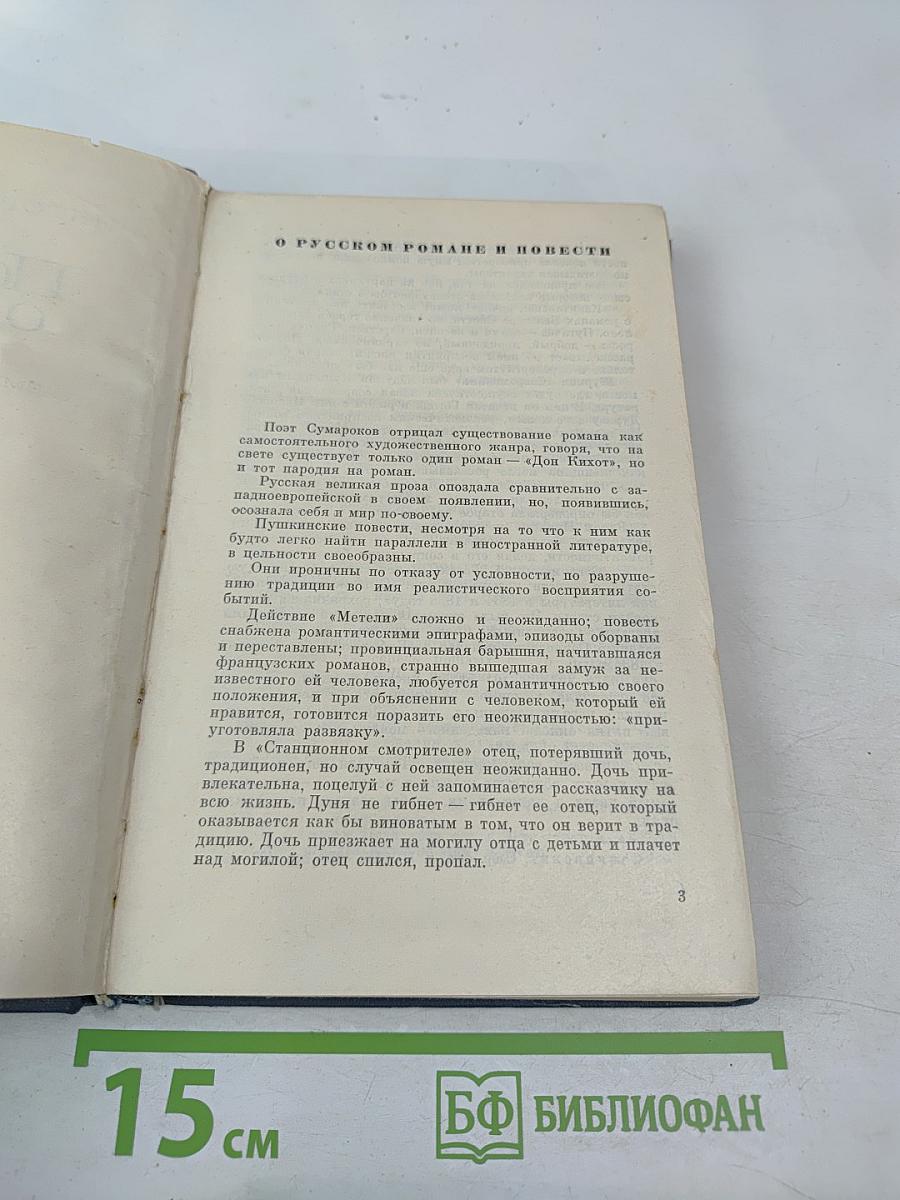 О РУССКОМ РОМАНЕ И ПОВЕСТИ
Поэт Сумароков отрицал существование романа как
самостоятельного художественного жанра, говоря, что на
свете существует только один роман — «Дон Кихот», но
и тот пародия на роман.
Русская великая проза опоздала сравнительно с за-
падноевропейской в своем появлении, но, появившись,
осознала себя и мир по-своему.
Пушкинские повести, несмотря на то что к ним как
будто легко найти параллели в иностранной литературе,
в цельности своеобразны.
Они ироничны по отказу от условности, по разруше-
нию традиции во имя реалистического восприятия со-
бытий.
Действие «Метели» сложно и неожиданно; повесть
снабжена романтическими эпиграфами, эпизоды оборваны
и переставлены; провинциальная барышня, начитавшаяся
французских романов, странно вышедшая замуж за не-
известного ей человека, любуется романтичностью своего
положения, и при объяснении с человеком, который ей
нравится, готовится поразить его неожиданностью: «при-
уготовляла развязку».
В «Станционном смотрителе» отец, потерявший дочь,
традиционен, но случай освещен неожиданно. Дочь при-
влекательна, поцелуй с ней запоминается рассказчику на
всю жизнь. Дуня не гибнет — гибнет ее отец, который
оказывается как бы виноватым в том, что он верит в тра-
дицию. Дочь приезжает на могилу отца с детьми и плачет
над могилой; отец спился, пропал.
3
15 см
БФ БИБЛИОФАН